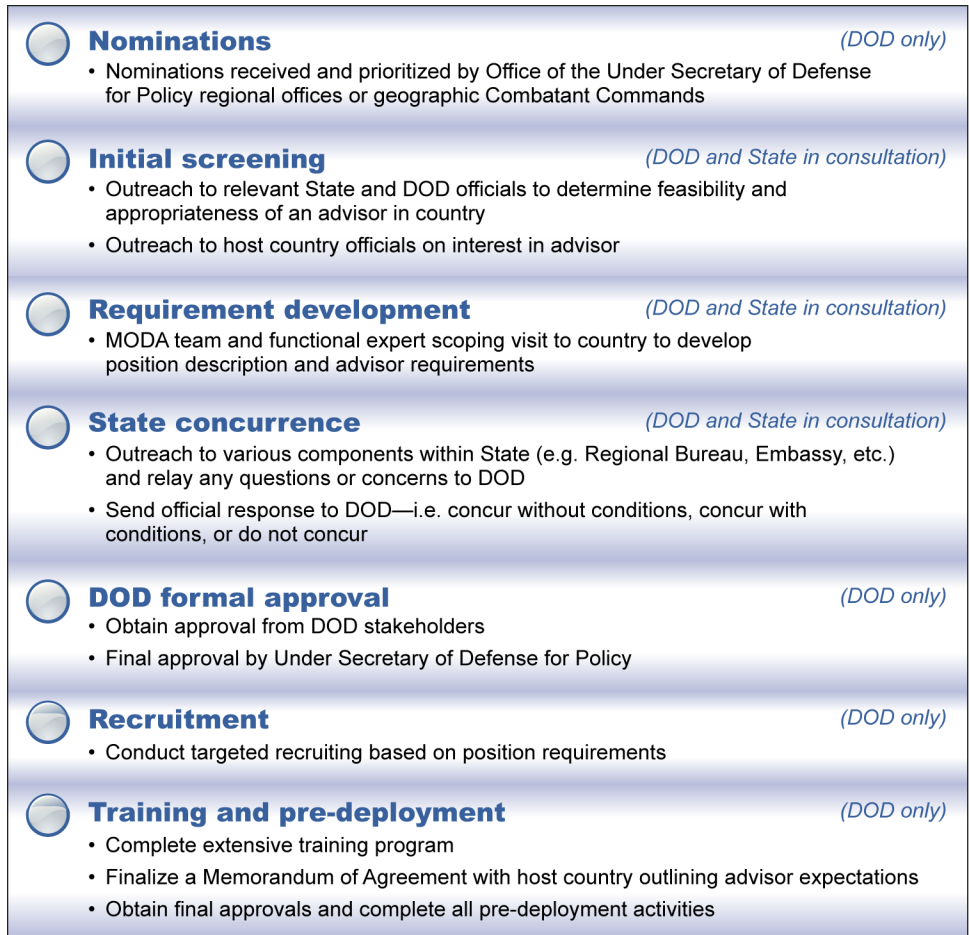 Nominations (DOD only)
• Nominations received and prioritized by Office of the Under Secretary of Defense
for Policy regional offices or geographic Combatant Commands
Initial screening (DOD and State in consultation)
• Outreach to relevant State and DOD officials to determine feasibility and
appropriateness of an advisor in country
• Outreach to host country officials on interest in advisor
Requirement development (DOD and State in consultation)
• MODA team and functional expert scoping visit to country to develop
position description and advisor requirements
State concurrence (DOD and State in consultation)
• Outreach to various components within State (e.g. Regional Bureau, Embassy, etc.)
and relay any questions or concerns to DOD
• Send official response to DOD—i.e. concur without conditions, concur with
conditions, or do not concur
DOD formal approval (DOD only)
• Obtain approval from DOD stakeholders
• Final approval by Under Secretary of Defense for Policy
Recruitment (DOD only)
• Conduct targeted recruiting based on position requirements
Training and pre-deployment (DOD only)
• Complete extensive training program
• Finalize a Memorandum of Agreement with host country outlining advisor expectations
• Obtain final approvals and complete all pre-deployment activities